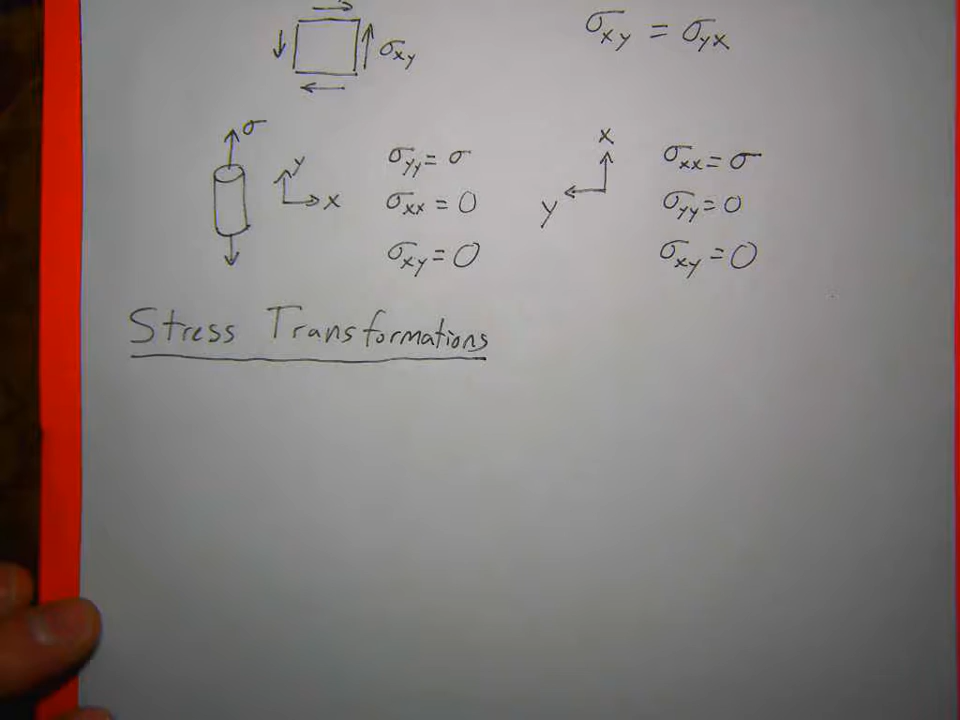 σxy σxy = σyx
σ
y σyy = σ x σxx = σ
x σxx = 0 y σyy = 0
σxy = 0 σxy = 0
Stress Transformations